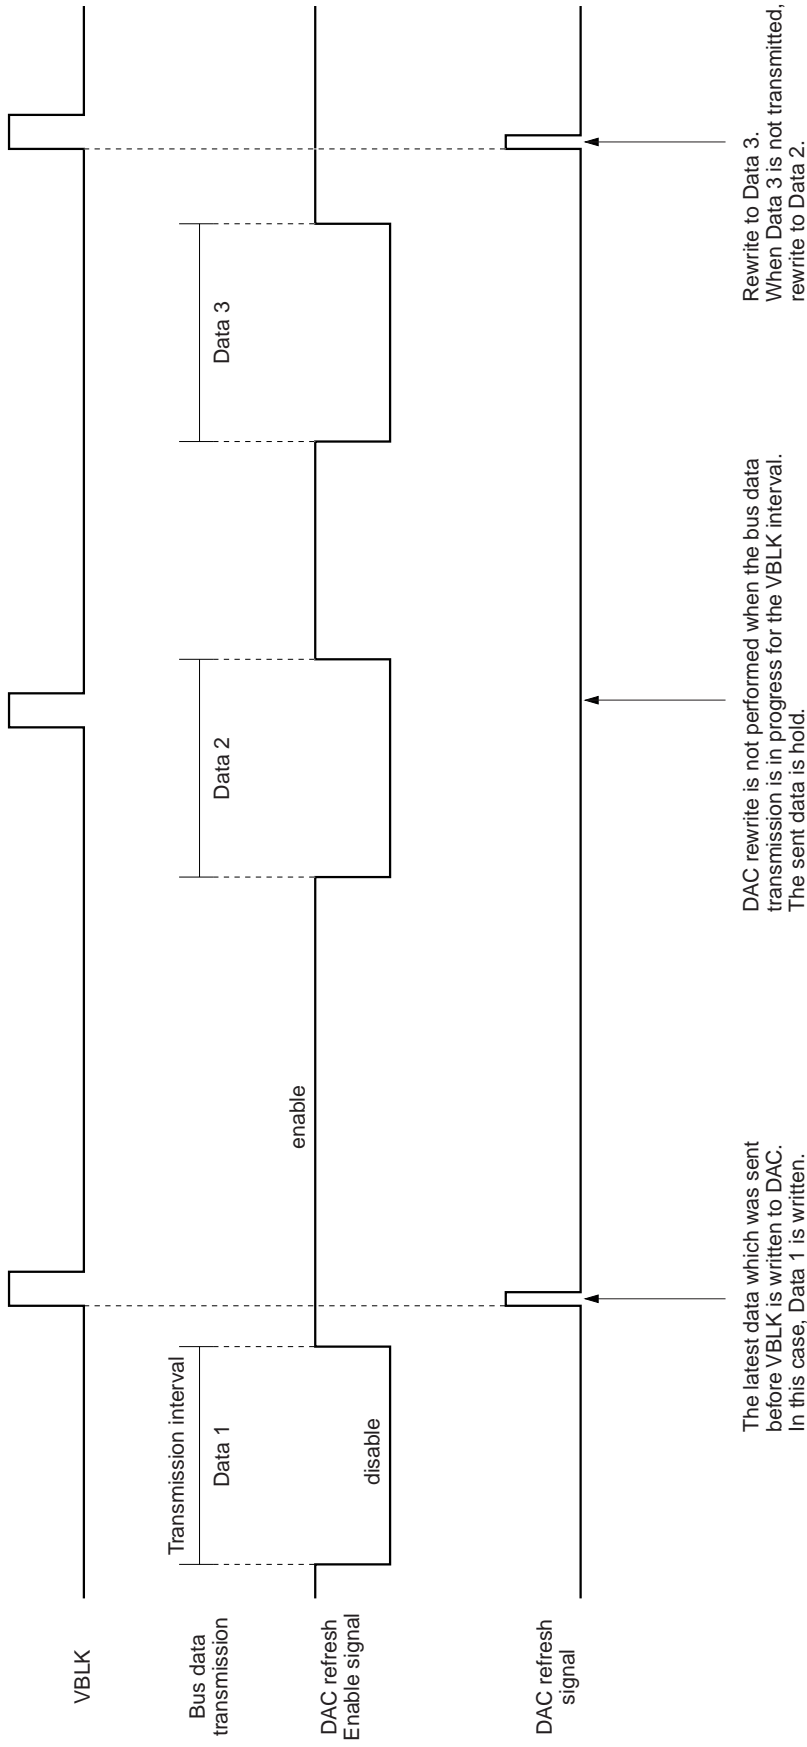 VBLK
Bus data
transmission
Transmission interval
Data 1
Data 2
Data 3
DAC refresh
Enable signal
disable
enable
DAC refresh
signal
The latest data which was sent
before VBLK is written to DAC.
In this case, Data 1 is written.
DAC rewrite is not performed when the bus data
transmission is in progress for the VBLK interval.
The sent data is hold.
Rewrite to Data 3.
When Data 3 is not transmitted,
rewrite to Data 2.